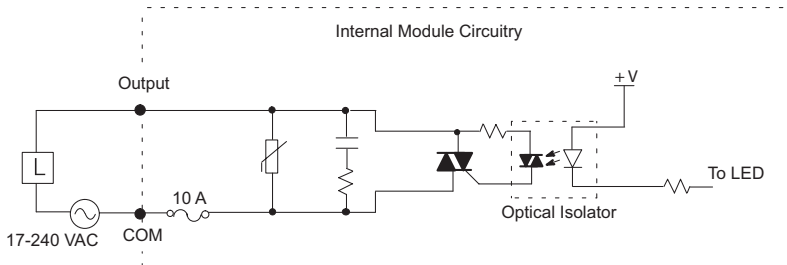 Internal Module Circuitry
Output
+V
L
10 A
To LED
Optical Isolator
17-240 VAC
COM